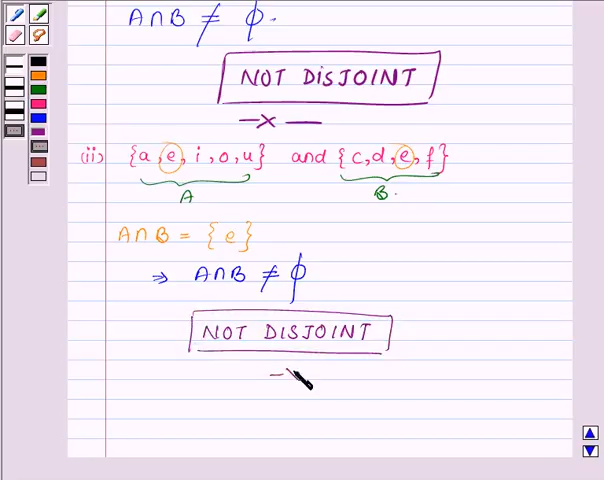 A∩B ≠ ϕ.
NOT DISJOINT
—x —
(ii) {a, e, i, o, u} and {c, d, e, f}
A B.
A∩B = {e}
⇒ A∩B ≠ ϕ
NOT DISJOINT